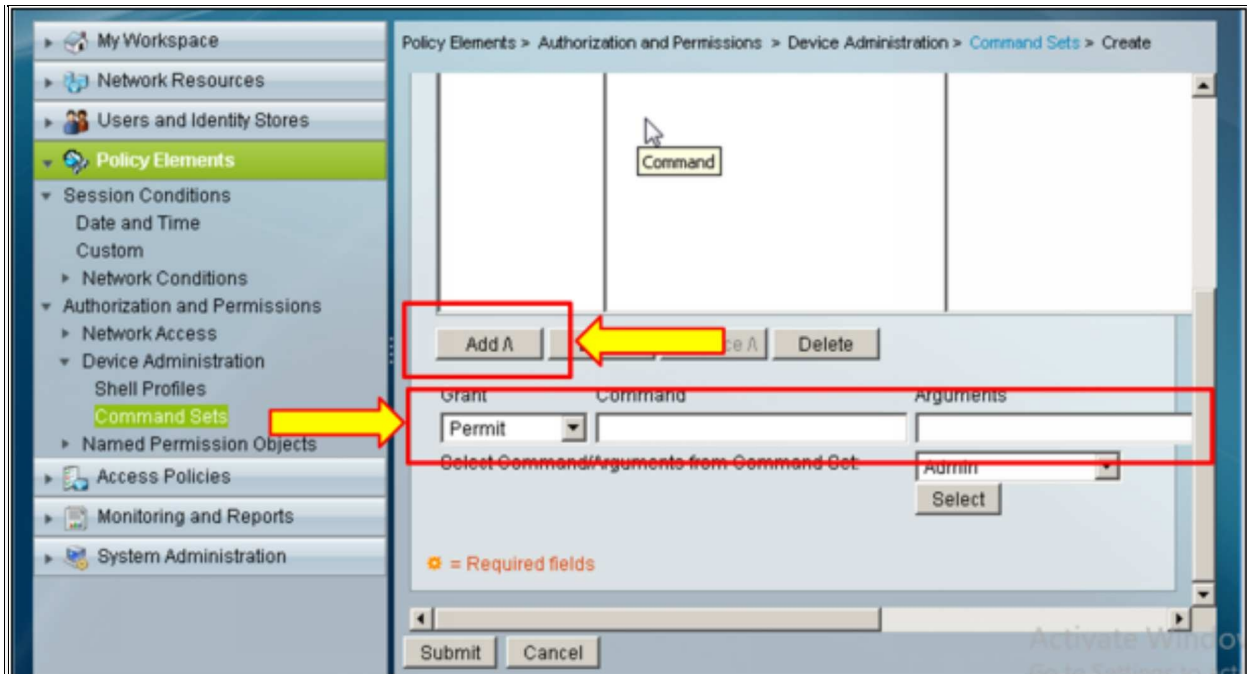 My Workspace
Network Resources
Users and Identity Stores
Policy Elements
Session Conditions
Date and Time
Custom
Network Conditions
Authorization and Permissions
Network Access
Device Administration
Shell Profiles
Command Sets
Named Permission Objects
Access Policies
Monitoring and Reports
System Administration
Policy Elements > Authorization and Permissions > Device Administration > Command Sets > Create
Command
Add Λ
ce Λ Delete
Grant Command Arguments
Permit
Select Command/Arguments from Command Set: Admin
Select
= Required fields
Submit Cancel
Activate Windo